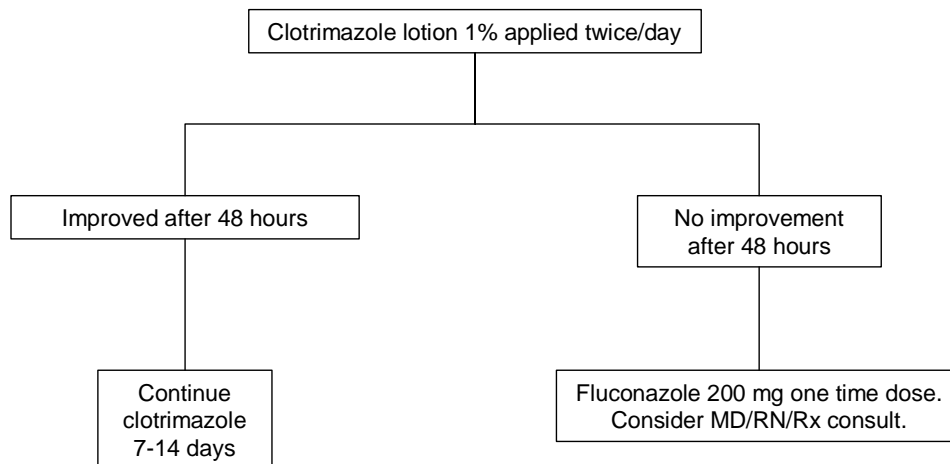 Clotrimazole lotion 1% applied twice/day
Improved after 48 hours
No improvement
after 48 hours
Continue
clotrimazole
7-14 days
Fluconazole 200 mg one time dose.
Consider MD/RN/Rx consult.